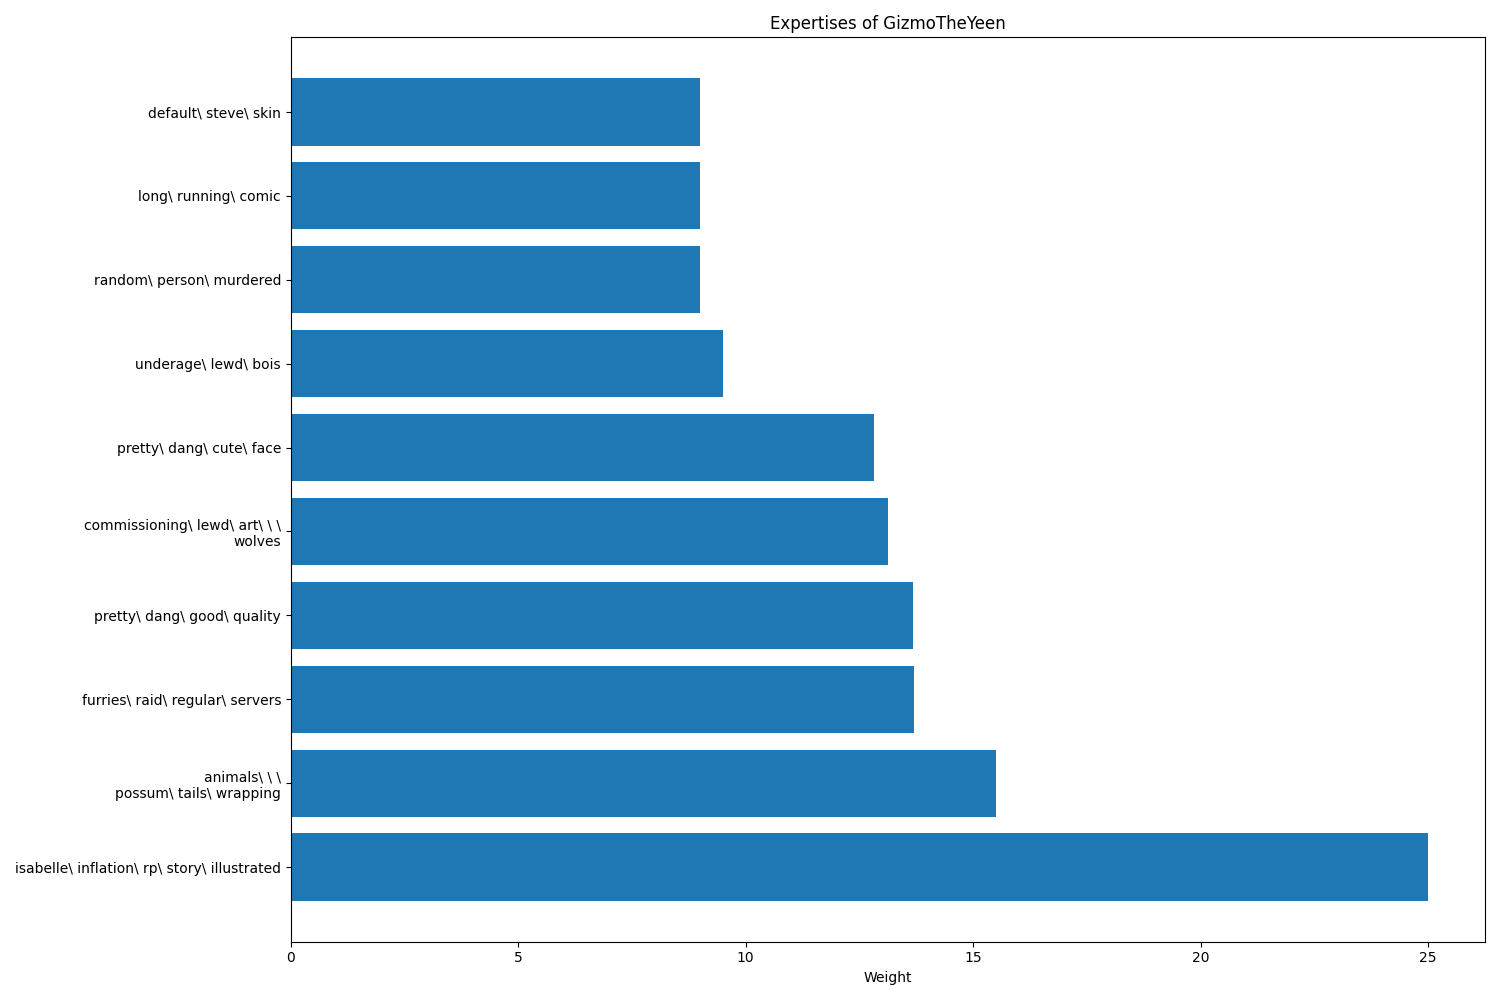 Expertises of GizmoTheYeen
default\ steve\ skin
long\ running\ comic
random\ person\ murdered
underage\ lewd\ bois
pretty\ dang\ cute\ face
commissioning\ lewd\ art\ \ \
wolves
pretty\ dang\ good\ quality
furries\ raid\ regular\ servers
animals\ \ \
possum\ tails\ wrapping
isabelle\ inflation\ rp\ story\ illustrated
0 5 10 15 20 25
Weight